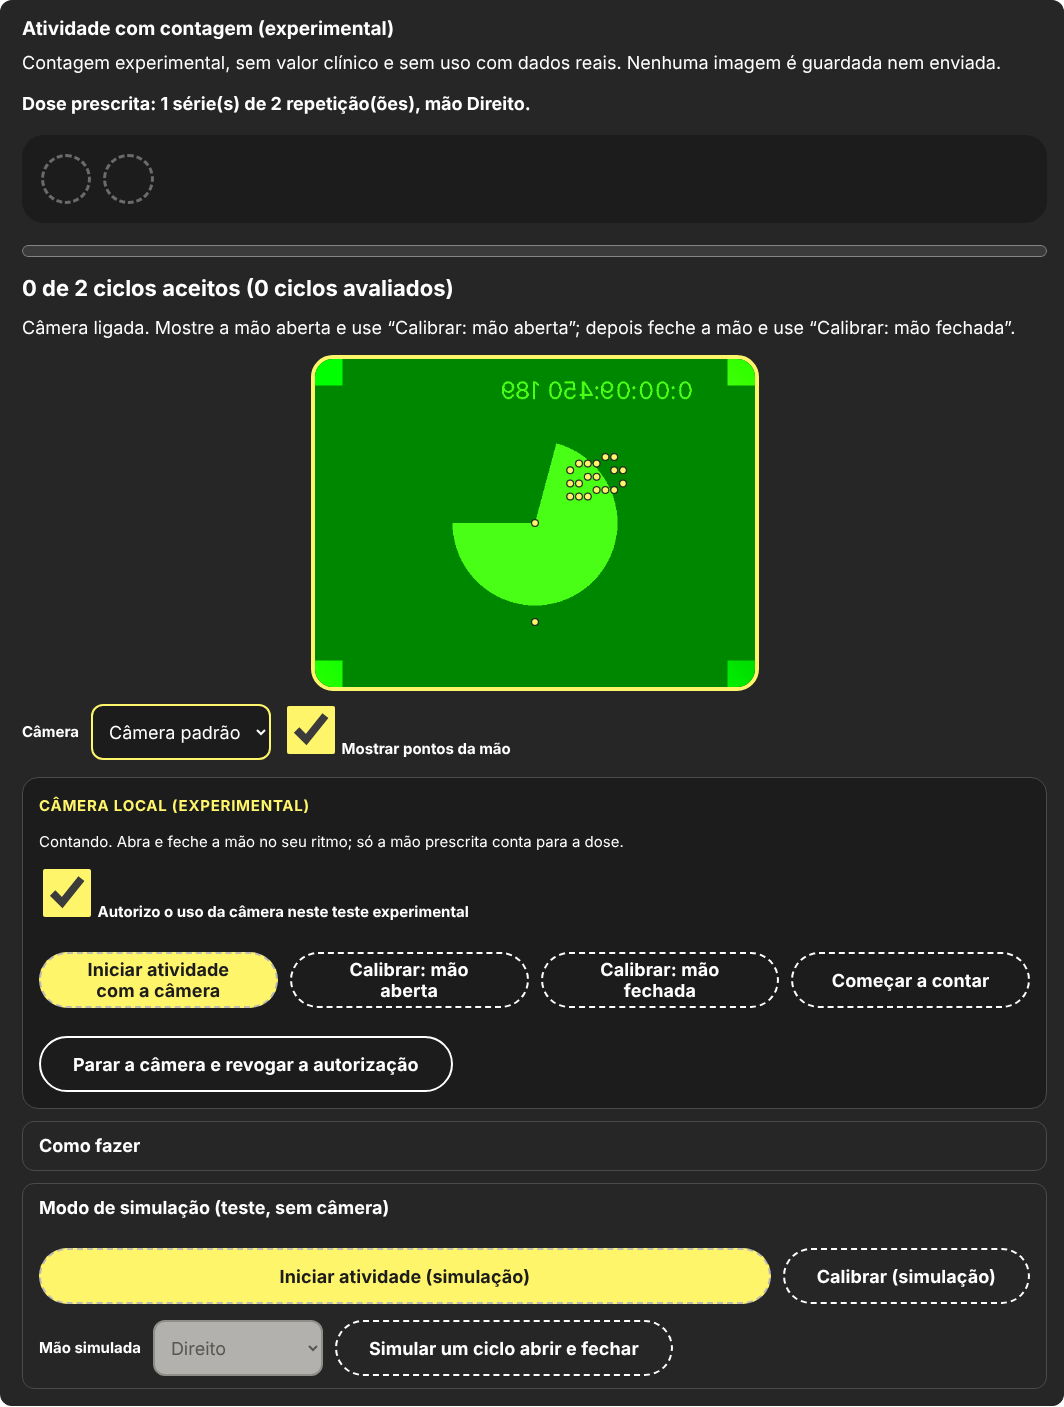 Atividade com contagem (experimental)
Contagem experimental, sem valor clínico e sem uso com dados reais. Nenhuma imagem é guardada nem enviada.
Dose prescrita: 1 série(s) de 2 repetição(ões), mão Direito.
0 de 2 ciclos aceitos (0 ciclos avaliados)
Câmera ligada. Mostre a mão aberta e use “Calibrar: mão aberta”; depois feche a mão e use “Calibrar: mão fechada”.
0:00:09:450 189
Câmera
Câmera padrão
Mostrar pontos da mão
CÂMERA LOCAL (EXPERIMENTAL)
Contando. Abra e feche a mão no seu ritmo; só a mão prescrita conta para a dose.
Autorizo o uso da câmera neste teste experimental
Iniciar atividade
com a câmera
Calibrar: mão
aberta
Calibrar: mão
fechada
Começar a contar
Parar a câmera e revogar a autorização
Como fazer
Modo de simulação (teste, sem câmera)
Iniciar atividade (simulação)
Calibrar (simulação)
Mão simulada
Direito
Simular um ciclo abrir e fechar